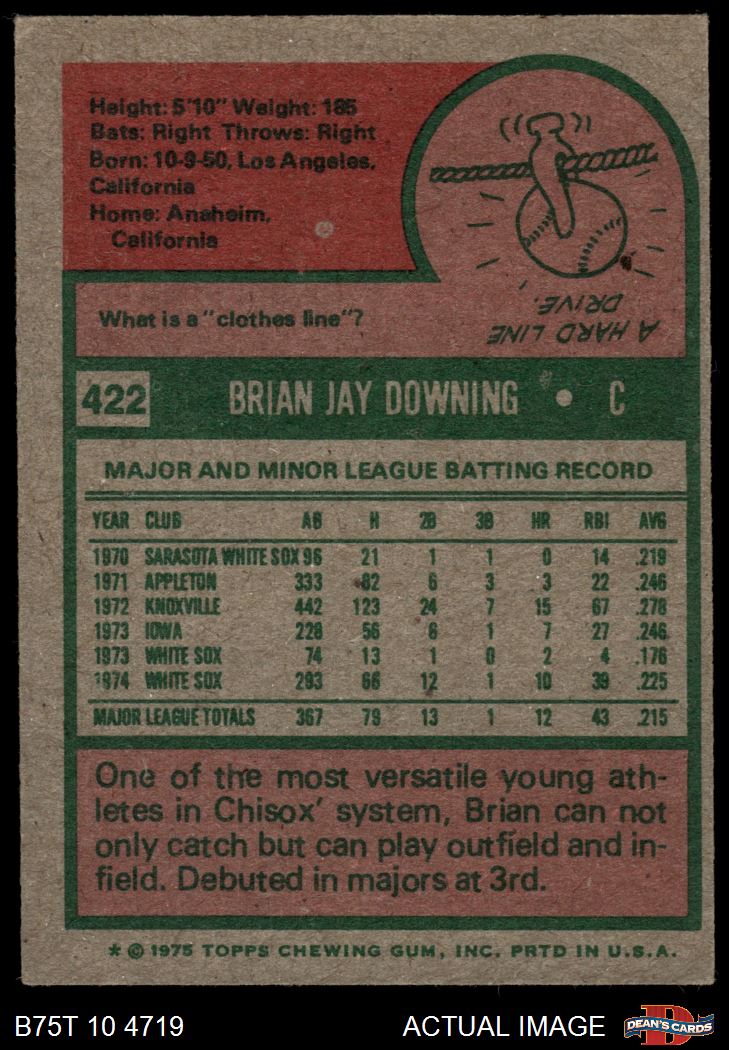 Height: 5'10" Weight: 185
Bats: Right Throws: Right
Born: 10-9-50, Los Angeles,
California
Home: Anaheim,
California
What is a "clothes line"?
A HARD LINE
DRIVE.
422 BRIAN JAY DOWNING • C
MAJOR AND MINOR LEAGUE BATTING RECORD
YEAR CLUB AB H 2B 3B HR RBI AVG
1970 SARASOTA WHITE SOX 96 21 1 1 0 14 .219
1971 APPLETON 333 82 6 3 3 22 .246
1972 KNOXVILLE 442 123 24 7 15 67 .278
1973 IOWA 228 56 6 1 7 27 .246
1973 WHITE SOX 74 13 1 0 2 4 .176
1974 WHITE SOX 293 66 12 1 10 39 .225
MAJOR LEAGUE TOTALS 367 79 13 1 12 43 .215
One of the most versatile young ath-
letes in Chisox' system, Brian can not
only catch but can play outfield and in-
field. Debuted in majors at 3rd.
* © 1975 TOPPS CHEWING GUM, INC. PRTD IN U.S.A.
B75T 10 4719 ACTUAL IMAGE DEAN'S CARDS